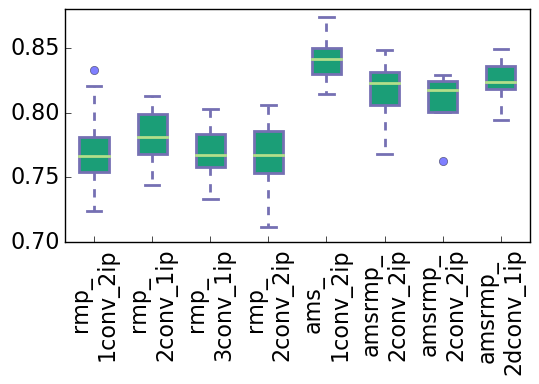 0.85
0.80
0.75
0.70
rmp_
1conv_2ip
rmp_
2conv_1ip
rmp_
3conv_1ip
rmp_
2conv_2ip
ams_
1conv_2ip
amsrmp_
2conv_2ip
amsrmp_
2conv_2ip
amsrmp_
2dconv_1ip